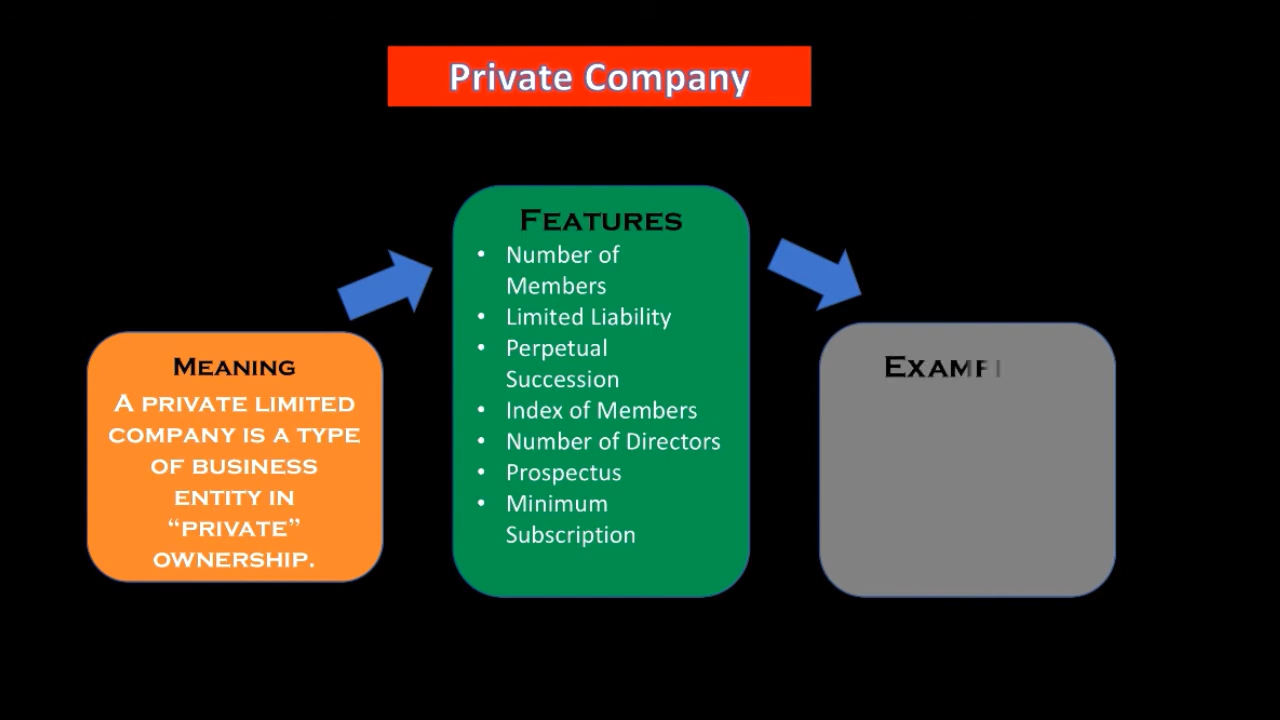 Private Company
MEANING
A PRIVATE LIMITED
COMPANY IS A TYPE
OF BUSINESS
ENTITY IN
“PRIVATE”
OWNERSHIP.
FEATURES
• Number of
Members
• Limited Liability
• Perpetual
Succession
• Index of Members
• Number of Directors
• Prospectus
• Minimum
Subscription